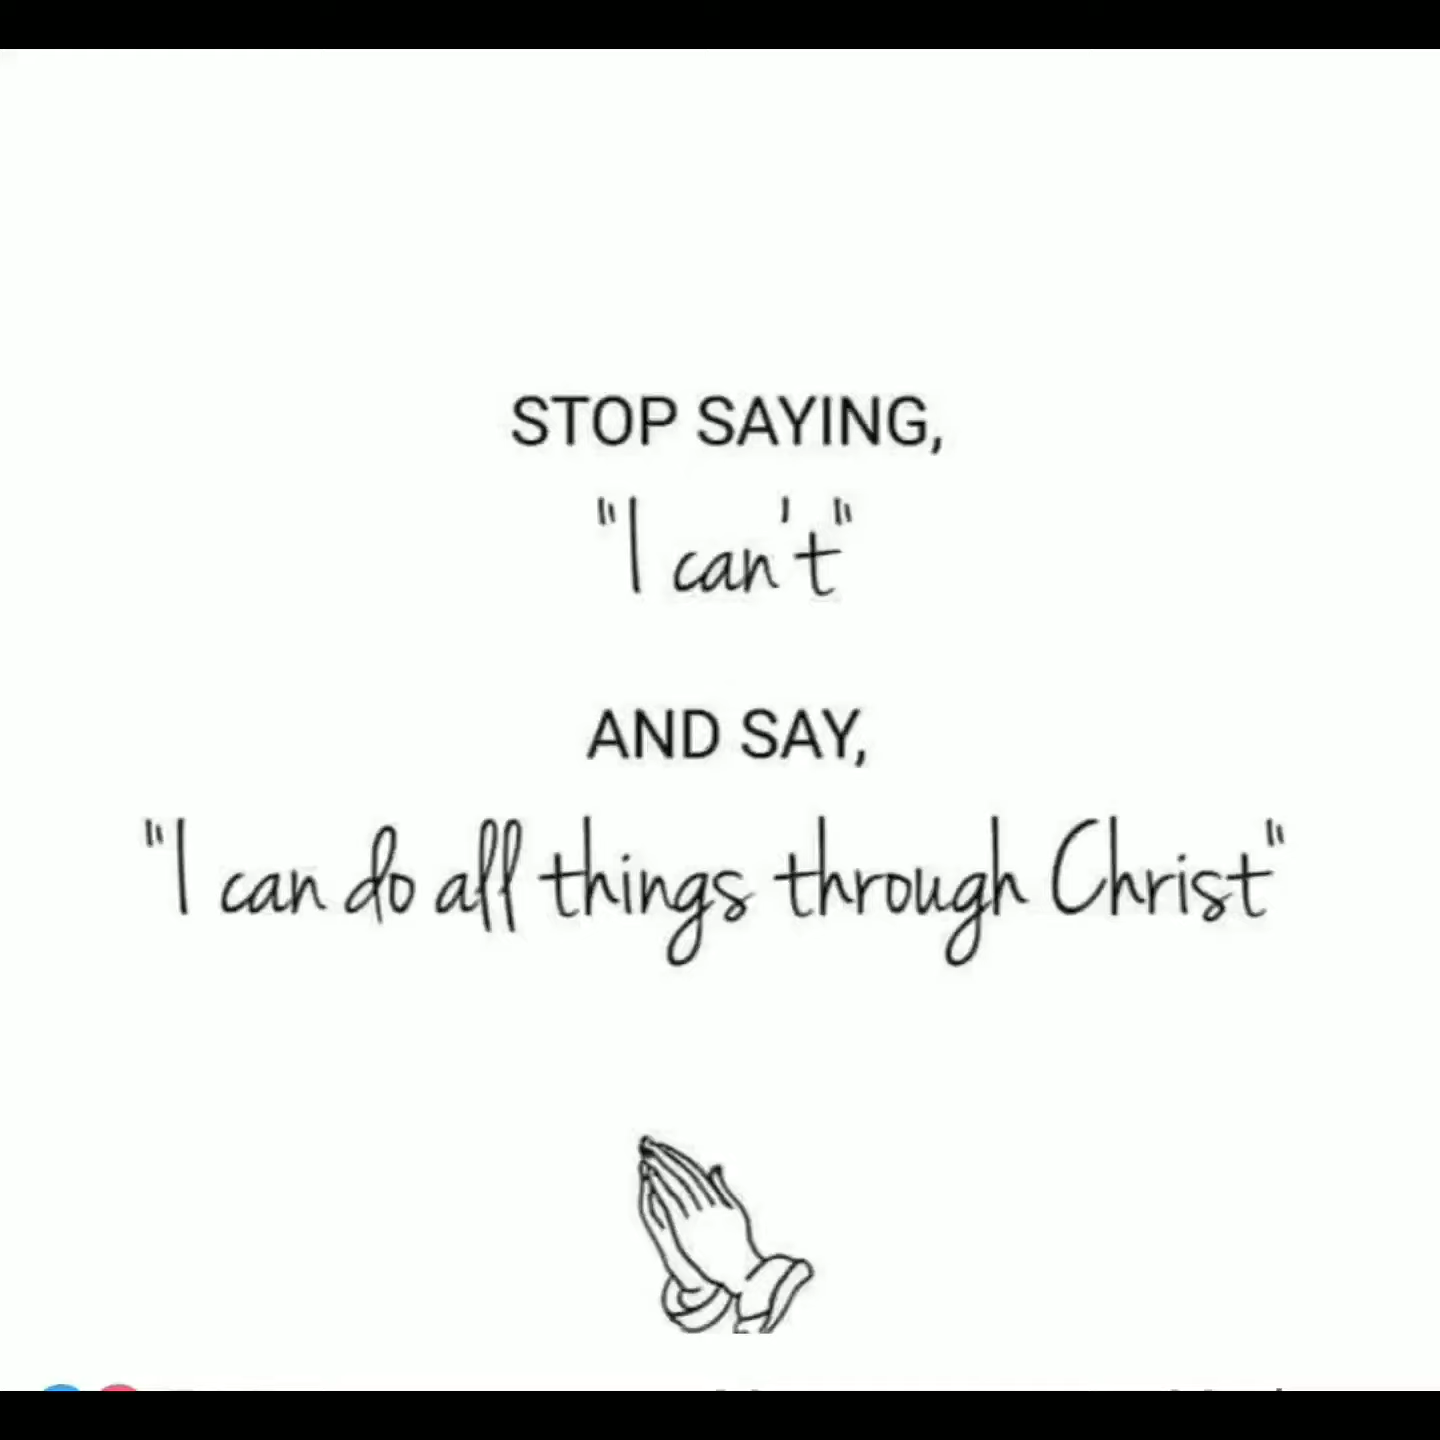 STOP SAYING,
"I can't"
AND SAY,
"I can do all things through Christ"